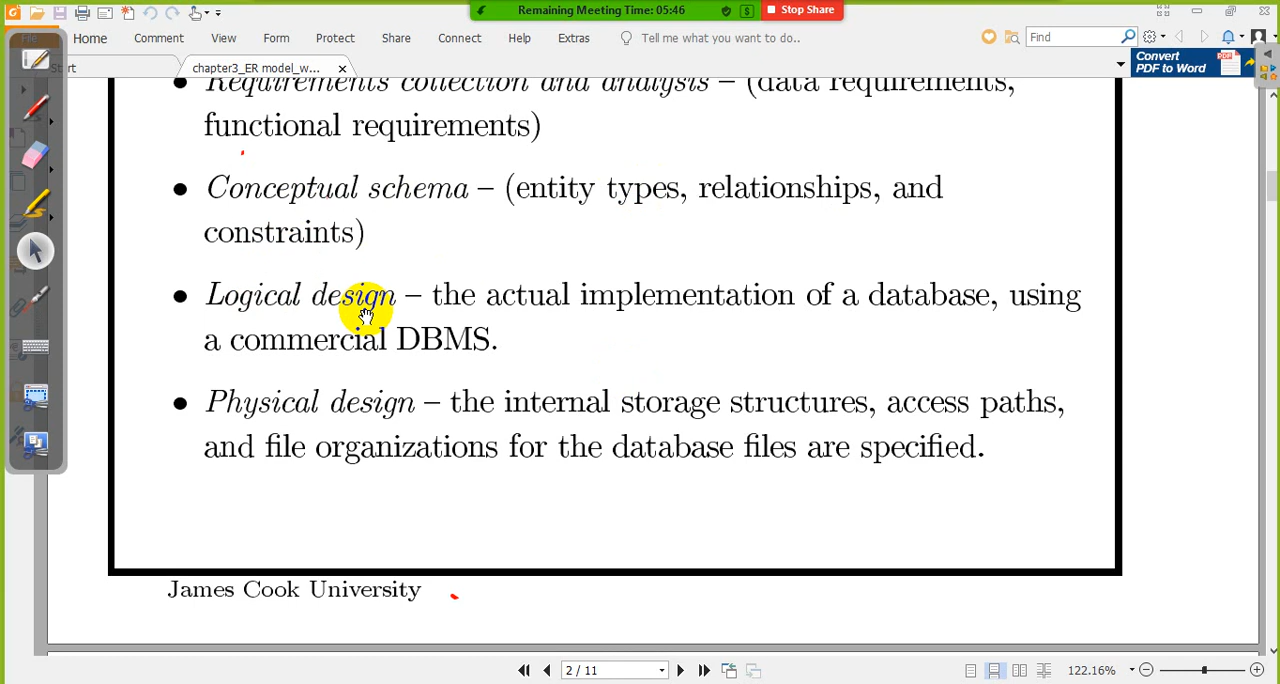 Remaining Meeting Time: 05:46
Stop Share
File Home Comment View Form Protect Share Connect Help Extras Tell me what you want to do.. Find
Start
chapter3_ER model_w...
Convert
PDF to Word
PDF
• Requirements collection and analysis – (data requirements,
functional requirements)
• Conceptual schema – (entity types, relationships, and
constraints)
• Logical design – the actual implementation of a database, using
a commercial DBMS.
• Physical design – the internal storage structures, access paths,
and file organizations for the database files are specified.
James Cook University
2 / 11
122.16%